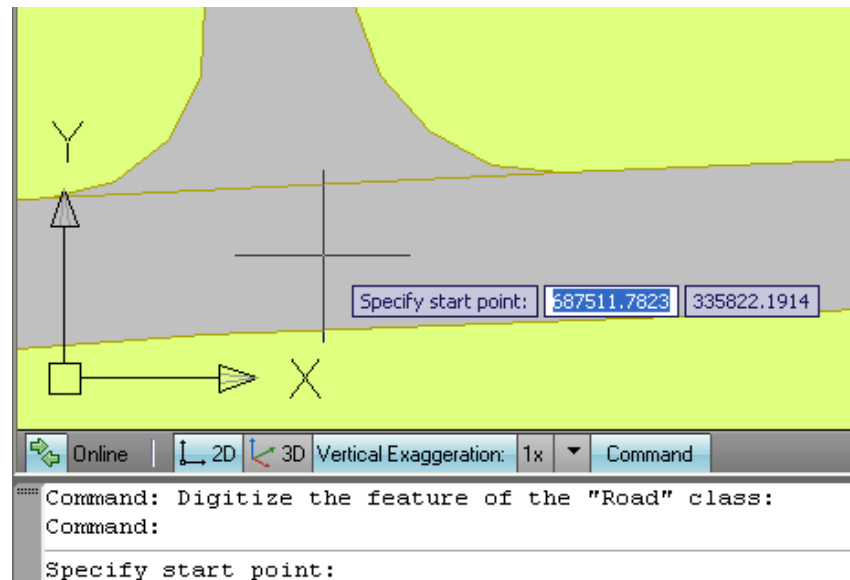 Y
Specify start point: 687511.7823 335822.1914
X
Online 2D 3D Vertical Exaggeration: 1x Command
Command: Digitize the feature of the "Road" class:
Command:
Specify start point: